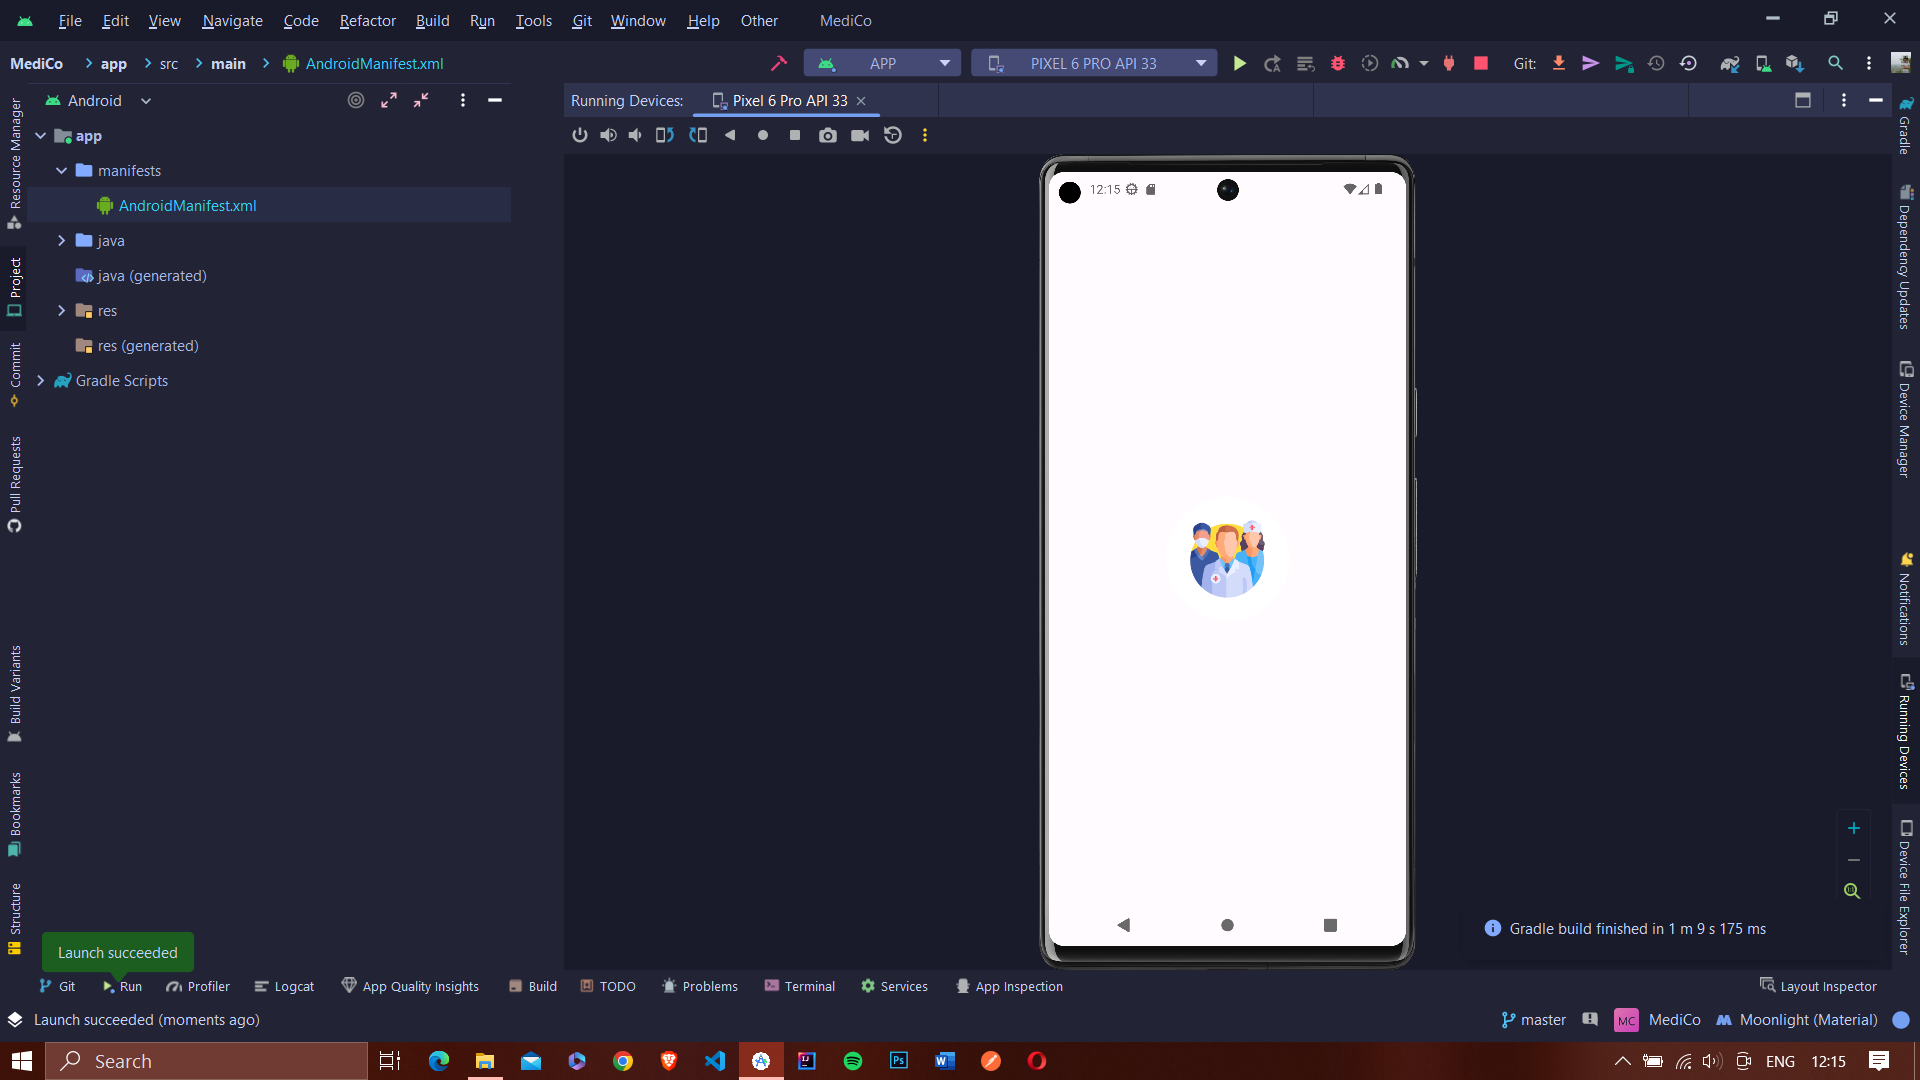 File Edit View Navigate Code Refactor Build Run Tools Git Window Help Other MediCo
MediCo app src main AndroidManifest.xml APP PIXEL 6 PRO API 33 Git:
Android
Running Devices: Pixel 6 Pro API 33
app
manifests
AndroidManifest.xml
java
java (generated)
res
res (generated)
Gradle Scripts
Resource Manager
Project
Commit
Pull Requests
Build Variants
Bookmarks
Structure
12:15
Gradle
Dependency Updates
Device Manager
Notifications
Running Devices
Device File Explorer
Gradle build finished in 1 m 9 s 175 ms
Launch succeeded
Git Run Profiler Logcat App Quality Insights Build TODO Problems Terminal Services App Inspection Layout Inspector
Launch succeeded (moments ago) master MC MediCo Moonlight (Material)
Search ENG 12:15